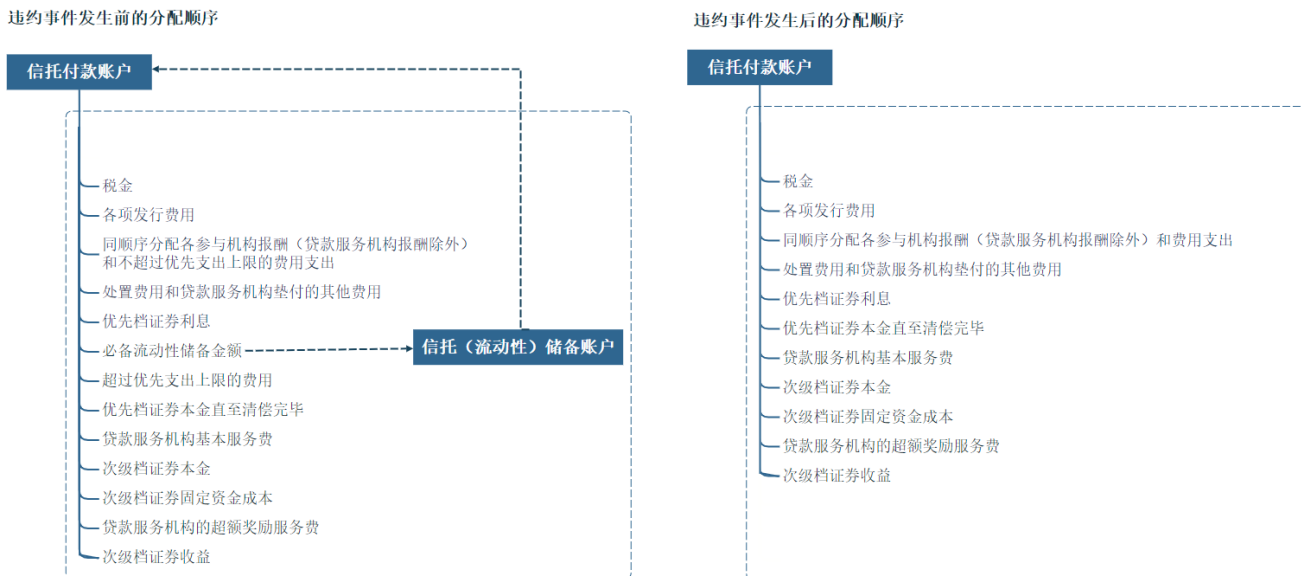 违约事件发生前的分配顺序
信托付款账户
税金
各项发行费用
同顺序分配各参与机构报酬（贷款服务机构报酬除外）
和不超过优先支出上限的费用支出
处置费用和贷款服务机构垫付的其他费用
优先档证券利息
必备流动性储备金额
信托（流动性）储备账户
超过优先支出上限的费用
优先档证券本金直至清偿完毕
贷款服务机构基本服务费
次级档证券本金
次级档证券固定资金成本
贷款服务机构的超额奖励服务费
次级档证券收益
违约事件发生后的分配顺序
信托付款账户
税金
各项发行费用
同顺序分配各参与机构报酬（贷款服务机构报酬除外）和费用支出
处置费用和贷款服务机构垫付的其他费用
优先档证券利息
优先档证券本金直至清偿完毕
贷款服务机构基本服务费
次级档证券本金
次级档证券固定资金成本
贷款服务机构的超额奖励服务费
次级档证券收益